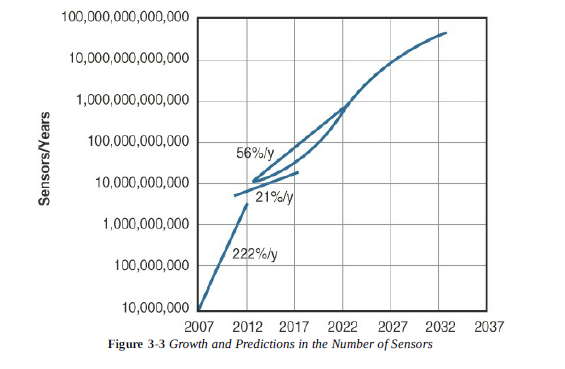 100,000,000,000,000
10,000,000,000,000
1,000,000,000,000
100,000,000,000
10,000,000,000
1,000,000,000
100,000,000
10,000,000
Sensors/Years
56%/y
21%/y
222%/y
2007 2012 2017 2022 2027 2032 2037
Figure 3-3 Growth and Predictions in the Number of Sensors